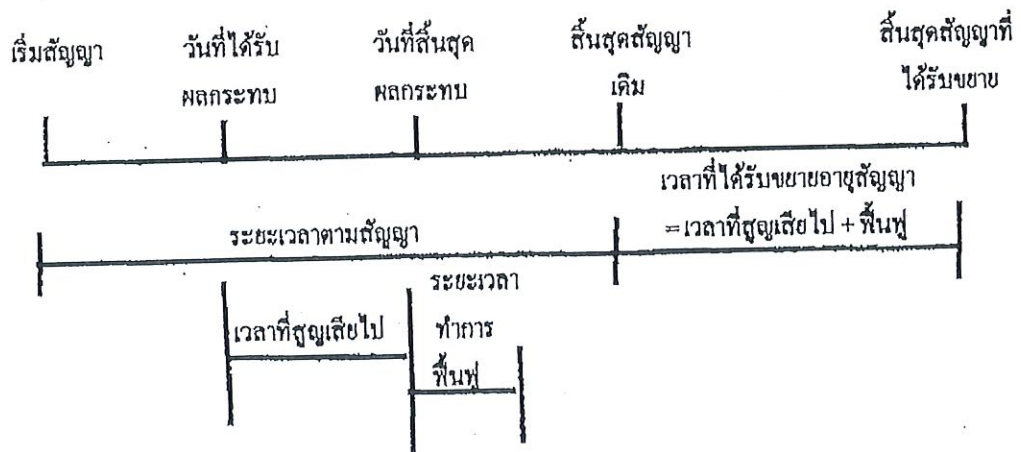 เริ่มสัญญา
วันที่ได้รับ
ผลกระทบ
วันที่สิ้นสุด
ผลกระทบ
สิ้นสุดสัญญา
เดิม
สิ้นสุดสัญญาที่
ได้รับขยาย
เวลาที่ได้รับขยายอายุสัญญา
=เวลาที่สูญเสียไป + ฟื้นฟู
ระยะเวลาตามสัญญา
ระยะเวลา
ทำการ
ฟื้นฟู
เวลาที่สูญเสียไป